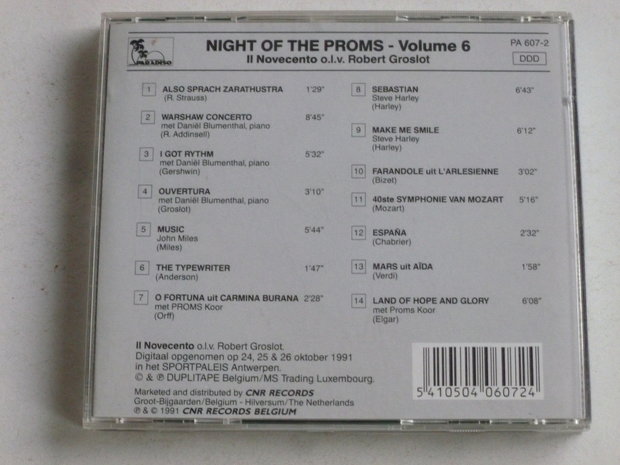 PARADISO
NIGHT OF THE PROMS - Volume 6
Il Novecento o.l.v. Robert Groslot
PA 607-2
DDD
1 ALSO SPRACH ZARATHUSTRA 1'29"
(R. Strauss)
2 WARSHAW CONCERTO 8'45"
met Daniël Blumenthal, piano
(R. Addinsell)
3 I GOT RYTHM 5'32"
met Daniël Blumenthal, piano
(Gershwin)
4 OUVERTURA 3'10"
met Daniël Blumenthal, piano
(Groslot)
5 MUSIC 5'44"
John Miles
(Miles)
6 THE TYPEWRITER 1'47"
(Anderson)
7 O FORTUNA uit CARMINA BURANA 2'28"
met PROMS Koor
(Orff)
8 SEBASTIAN 6'43"
Steve Harley
(Harley)
9 MAKE ME SMILE 6'12"
Steve Harley
(Harley)
10 FARANDOLE uit L'ARLESIENNE 3'02"
(Bizet)
11 40ste SYMPHONIE VAN MOZART 5'16"
(Mozart)
12 ESPAÑA 2'32"
(Chabrier)
13 MARS uit AÏDA 1'58"
(Verdi)
14 LAND OF HOPE AND GLORY 6'08"
met Proms Koor
(Elgar)
Il Novecento o.l.v. Robert Groslot.
Digitaal opgenomen op 24, 25 & 26 oktober 1991
in het SPORTPALEIS Antwerpen.
© & ℗ DUPLITAPE Belgium/MS Trading Luxembourg.
Marketed and distributed by CNR RECORDS
Groot-Bijgaarden/Belgium - Hilversum/The Netherlands
℗ & © 1991 CNR RECORDS BELGIUM
5 410504 060724